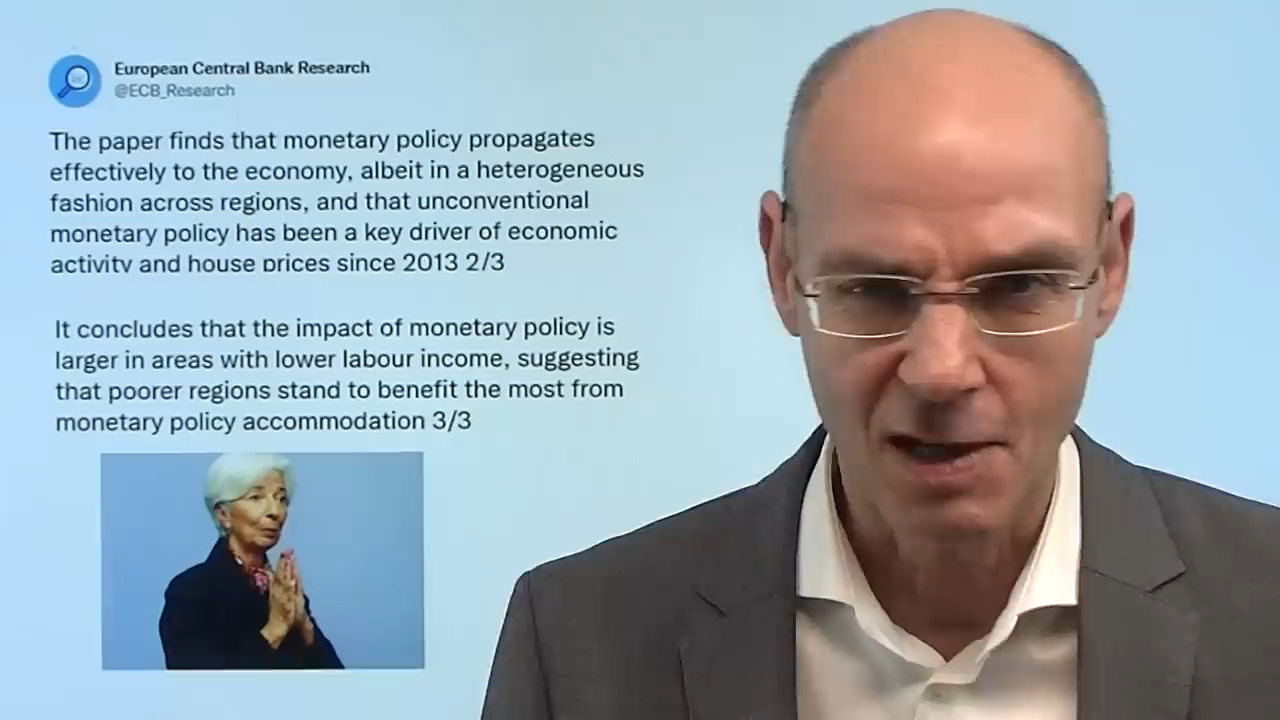 European Central Bank Research
@ECB_Research
The paper finds that monetary policy propagates
effectively to the economy, albeit in a heterogeneous
fashion across regions, and that unconventional
monetary policy has been a key driver of economic
activity and house prices since 2013 2/3
It concludes that the impact of monetary policy is
larger in areas with lower labour income, suggesting
that poorer regions stand to benefit the most from
monetary policy accommodation 3/3